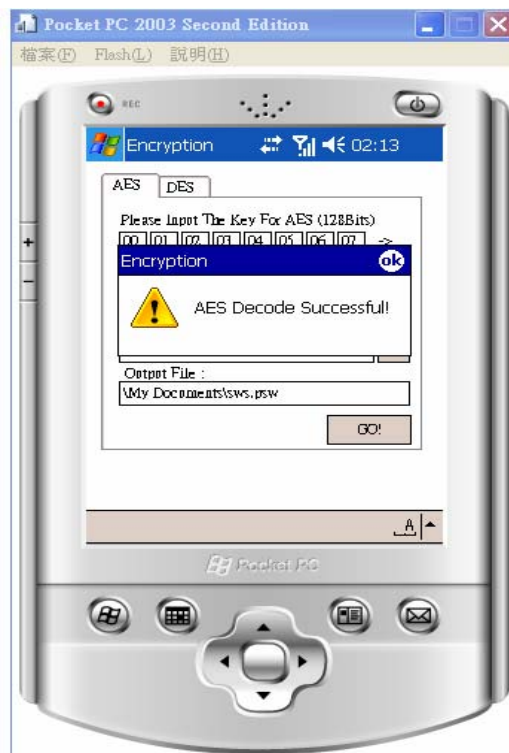 Pocket PC 2003 Second Edition
檔案(F) Flash(L) 說明(H)
REC
Encryption 02:13
AES DES
Please Input The Key For AES (128Bits)
00 01 02 03 04 05 06 07 ->
Encryption ok
AES Decode Successful!
Output File :
\My Documents\sws.psw
GO!
A
Pocket PC